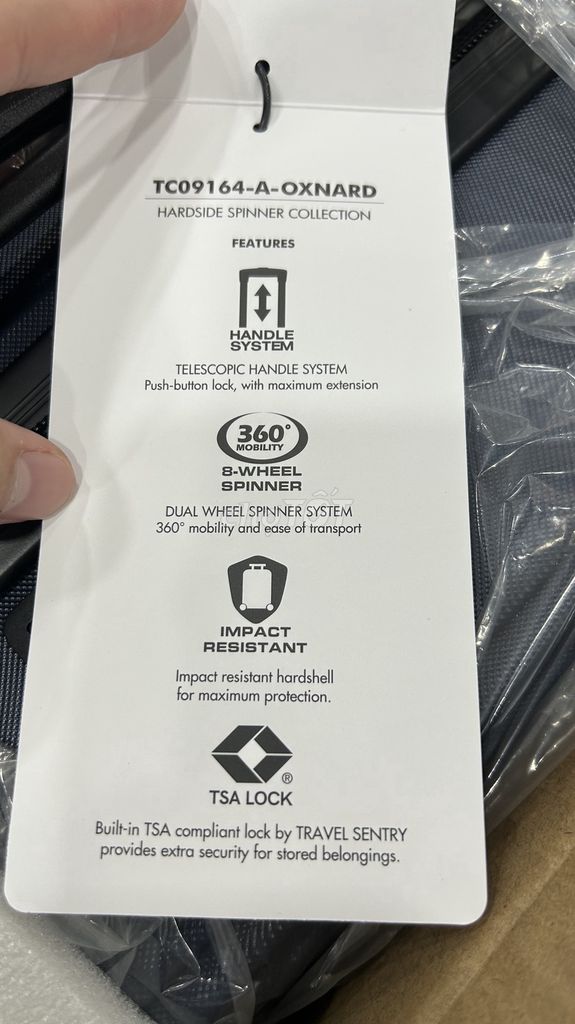 TC09164-A-OXNARD
HARDSIDE SPINNER COLLECTION
FEATURES
HANDLE
SYSTEM
TELESCOPIC HANDLE SYSTEM
Push-button lock, with maximum extension
360°
MOBILITY
8-WHEEL
SPINNER
DUAL WHEEL SPINNER SYSTEM
360° mobility and ease of transport
IMPACT
RESISTANT
Impact resistant hardshell
for maximum protection.
®
TSA LOCK
Built-in TSA compliant lock by TRAVEL SENTRY
provides extra security for stored belongings.